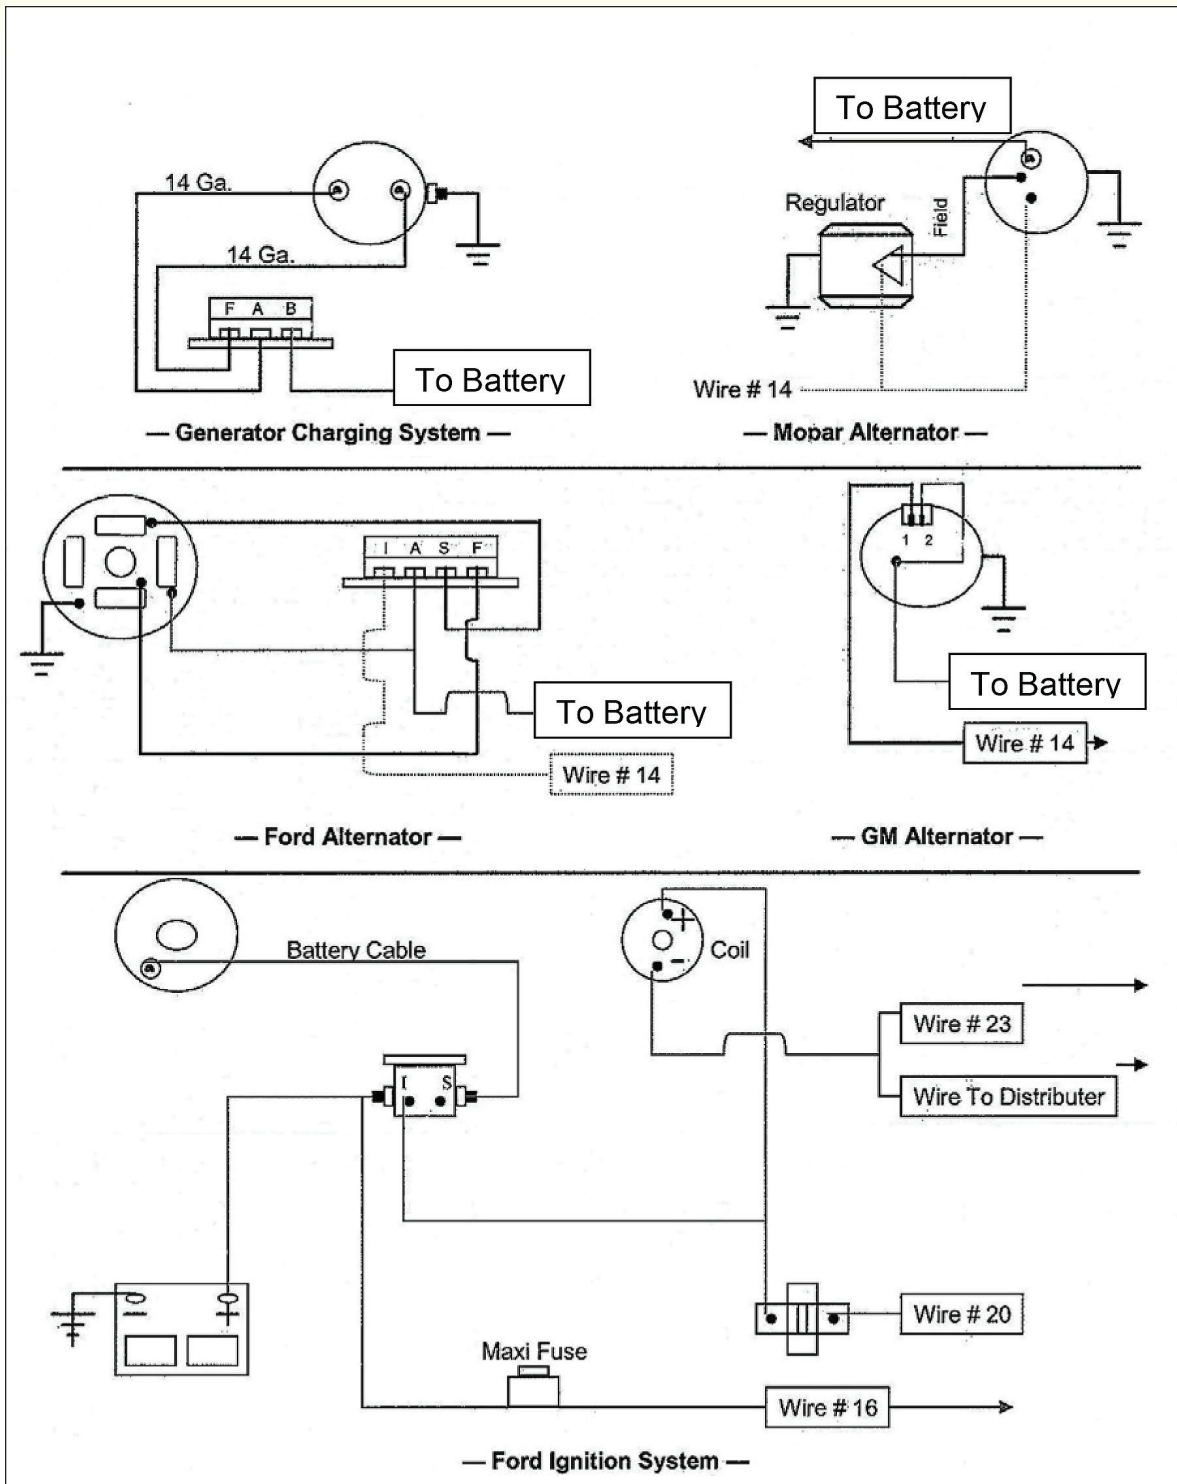 To Battery
14 Ga.
14 Ga.
F A B
To Battery
— Generator Charging System —
Regulator
Field
Wire # 14
— Mopar Alternator —
I A S F
To Battery
Wire # 14
— Ford Alternator —
1 2
To Battery
Wire # 14
— GM Alternator —
Battery Cable
+
-
Coil
Wire # 23
Wire To Distributer
I S
Wire # 20
Maxi Fuse
Wire # 16
— Ford Ignition System —